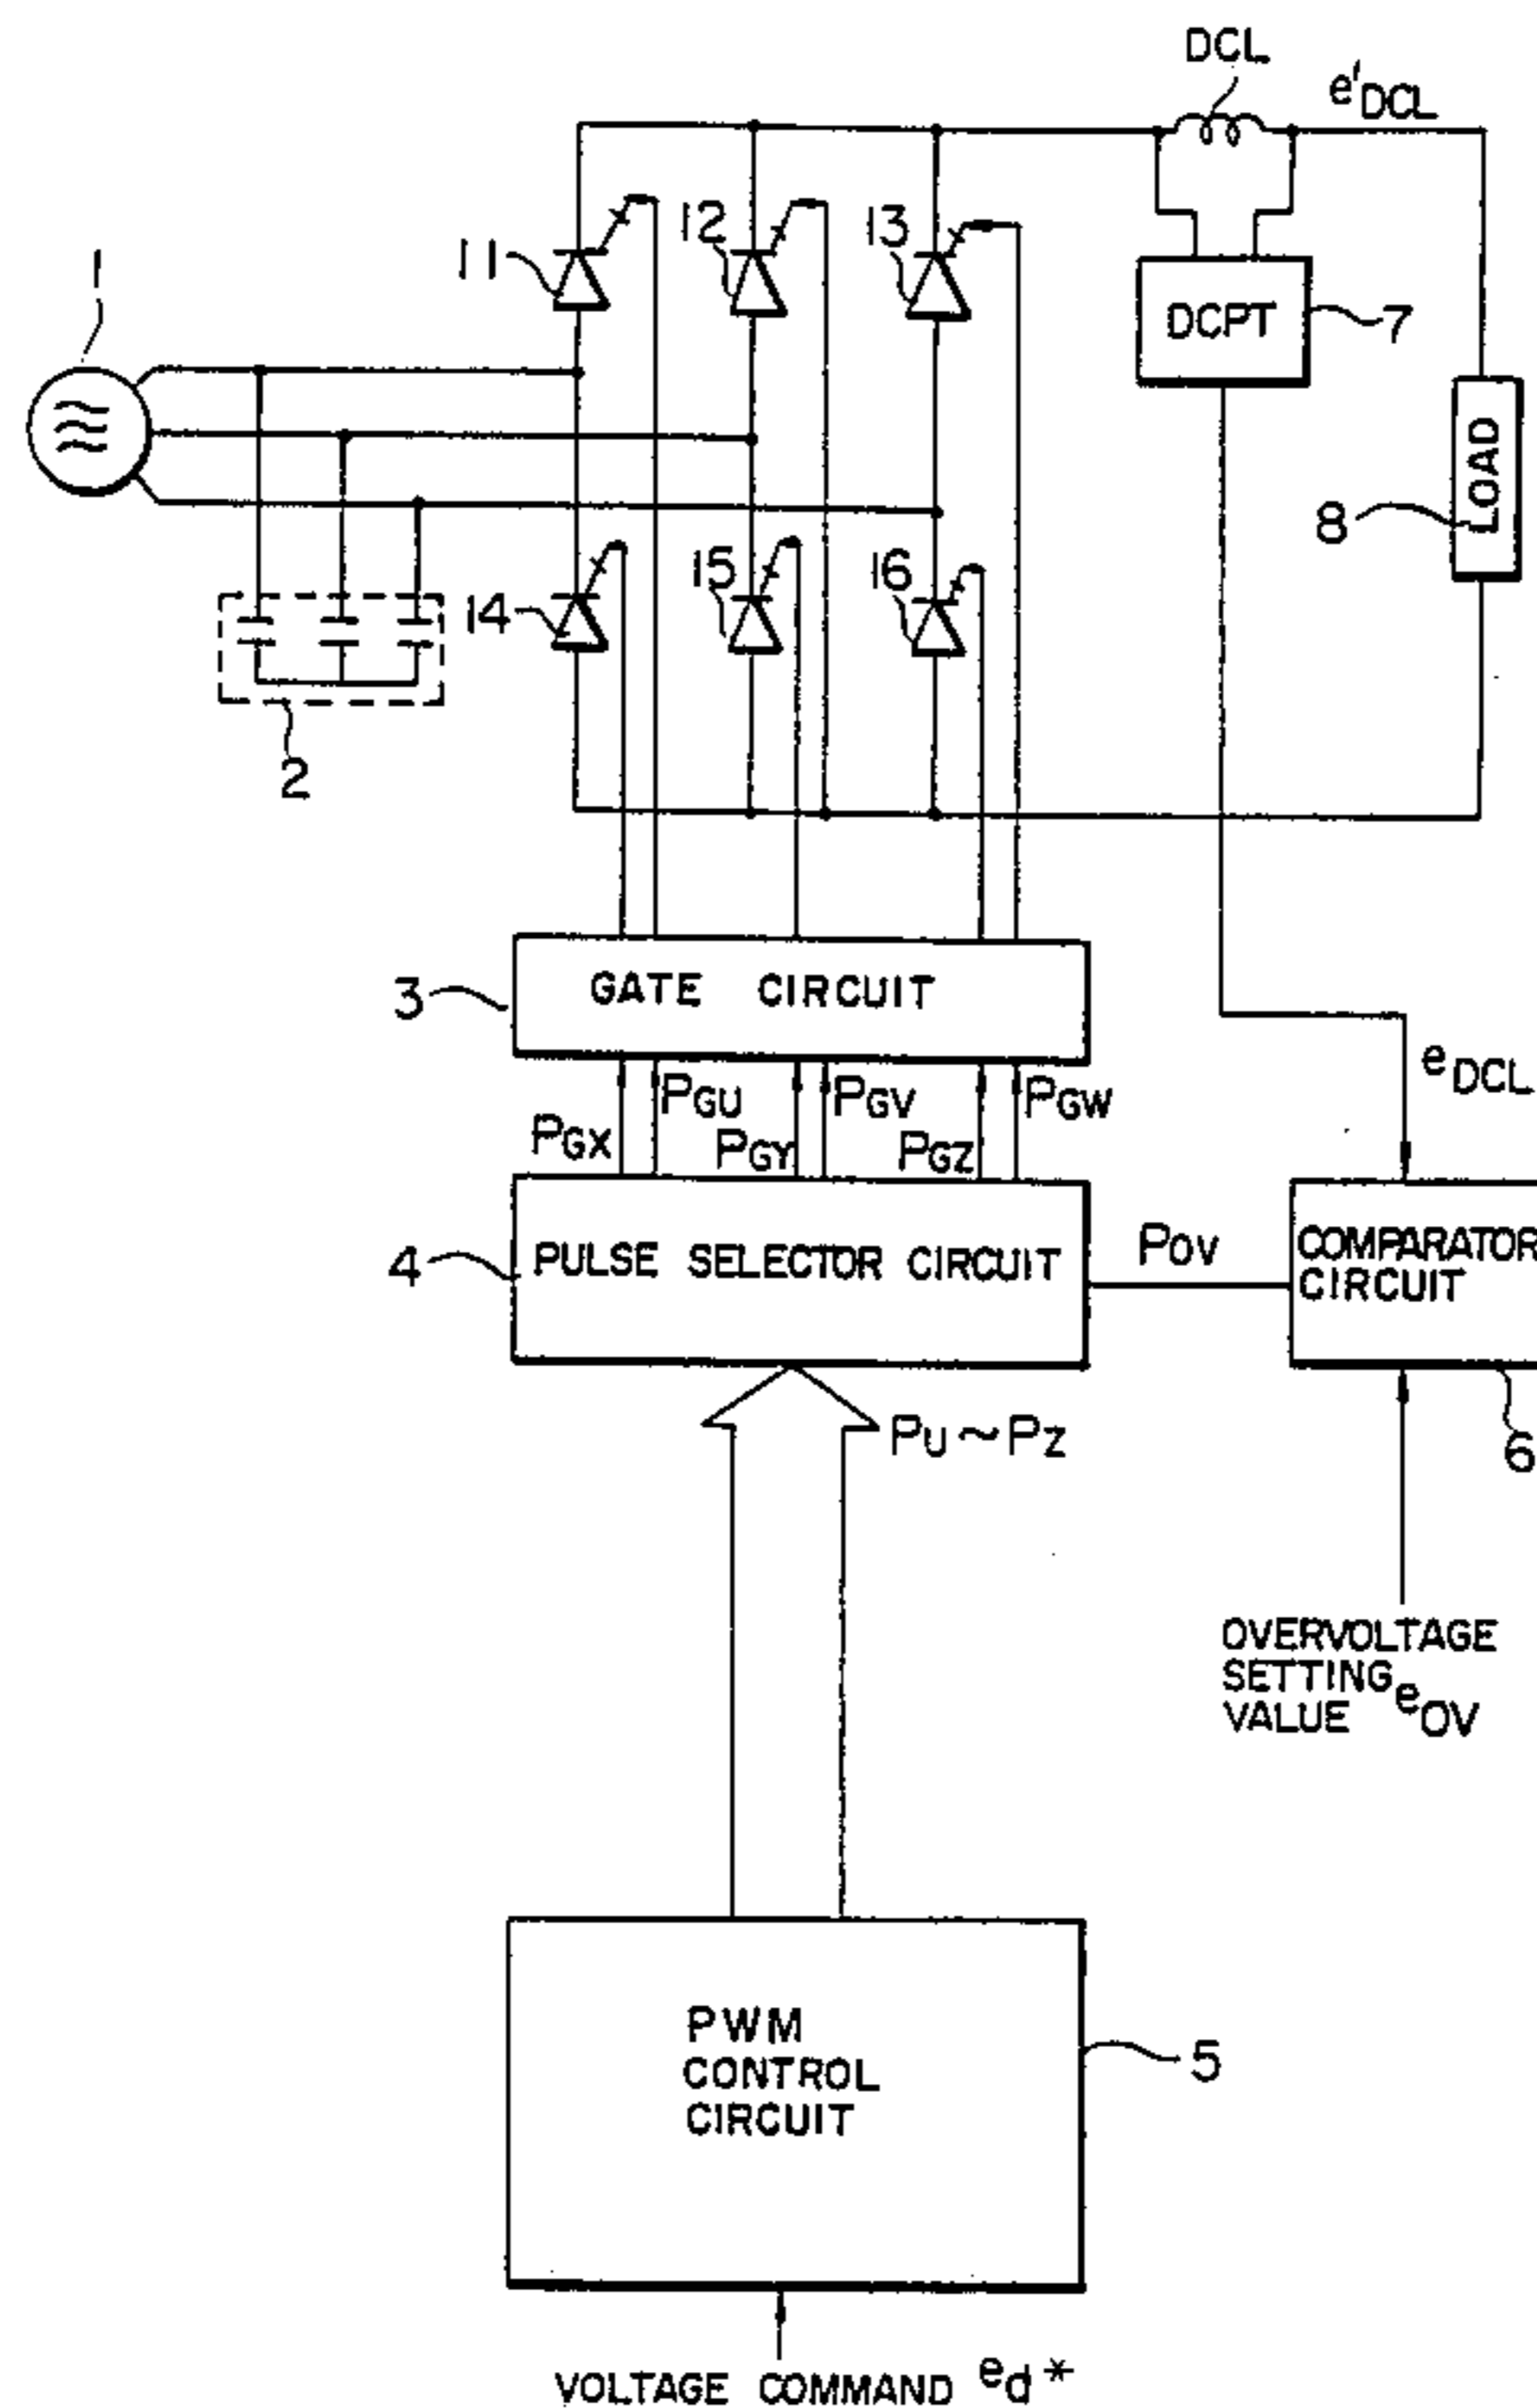 DCL
e'DCL
1
11
12
13
DCPT
7
LOAD
8
14
15
16
2
3
GATE CIRCUIT
eDCL
PGX
PGU
PGY
PGV
PGZ
PGW
4
PULSE SELECTOR CIRCUIT
POV
COMPARATOR
CIRCUIT
PU~PZ
6
OVERVOLTAGE
SETTING
VALUE eOV
PWM
CONTROL
CIRCUIT
5
VOLTAGE COMMAND ed*